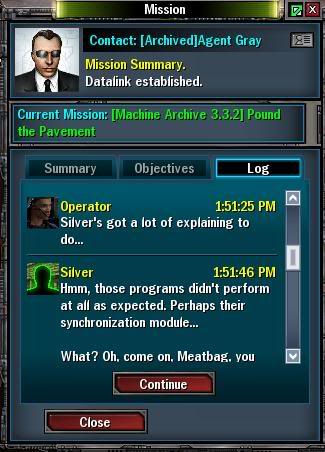 Mission
Contact: [Archived]Agent Gray
Mission Summary.
Datalink established.
Current Mission: [Machine Archive 3.3.2] Pound
the Pavement
Summary
Objectives
Log
Operator 1:51:25 PM
Silver's got a lot of explaining to
do...
Silver 1:51:46 PM
Hmm, those programs didn't perform
at all as expected. Perhaps their
synchronization module...
What? Oh, come on, Meatbag, you
Continue
Close